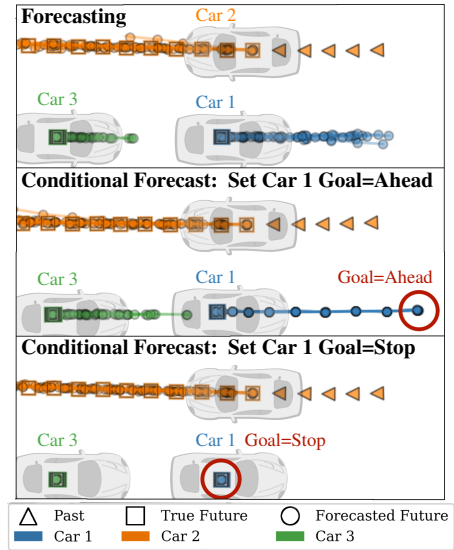 Forecasting
Car 2
Car 3
Car 1
Conditional Forecast: Set Car 1 Goal=Ahead
Car 3
Car 1
Goal=Ahead
Conditional Forecast: Set Car 1 Goal=Stop
Car 3
Car 1
Goal=Stop
Past
True Future
Forecasted Future
Car 1
Car 2
Car 3